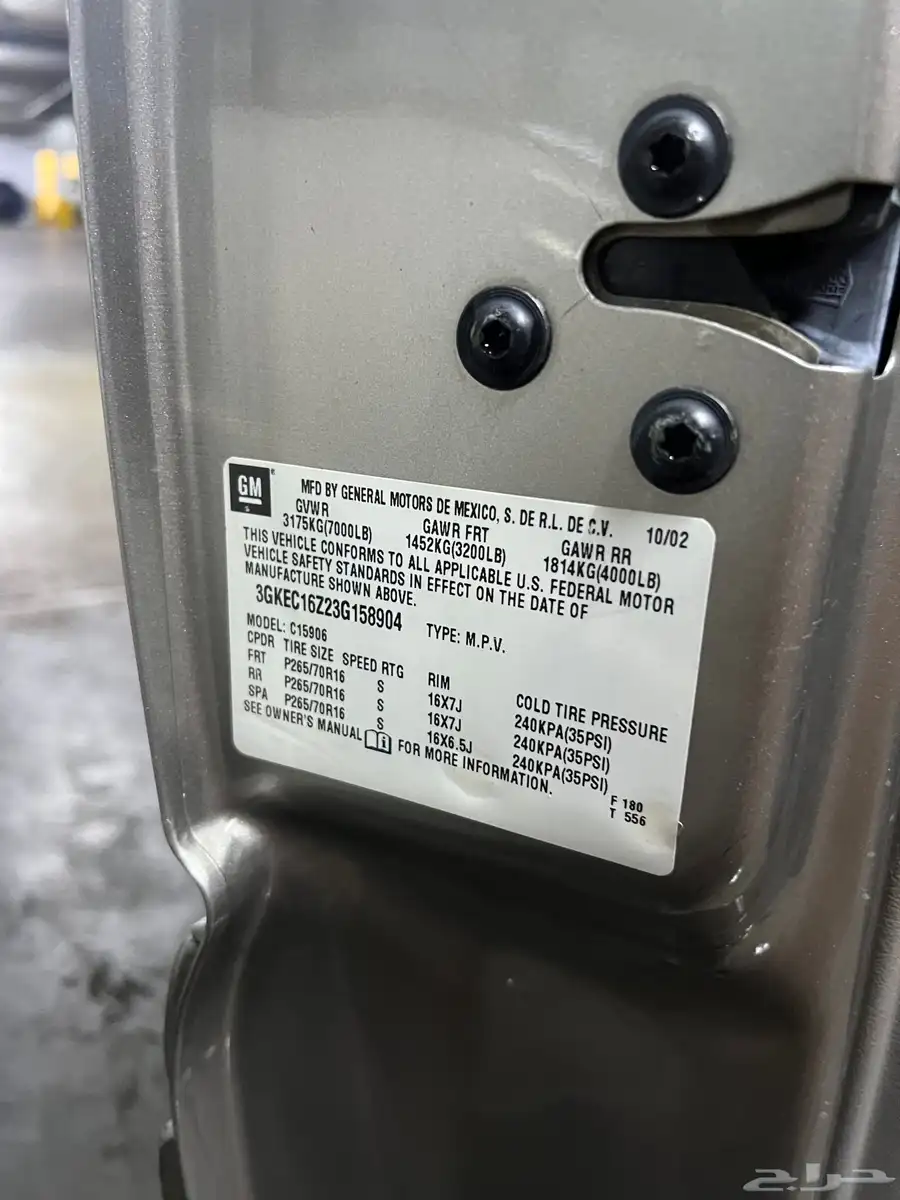 GM
MFD BY GENERAL MOTORS DE MEXICO, S. DE R.L. DE C.V.
10/02
GVWR GAWR FRT GAWR RR
3175KG(7000LB) 1452KG(3200LB) 1814KG(4000LB)
THIS VEHICLE CONFORMS TO ALL APPLICABLE U.S. FEDERAL MOTOR
VEHICLE SAFETY STANDARDS IN EFFECT ON THE DATE OF
MANUFACTURE SHOWN ABOVE.
3GKEC16Z23G158904 TYPE: M.P.V.
MODEL: C15906
CPDR TIRE SIZE SPEED RTG RIM COLD TIRE PRESSURE
FRT P265/70R16 S 16X7J 240KPA(35PSI)
RR P265/70R16 S 16X7J 240KPA(35PSI)
SPA P265/70R16 S 16X6.5J 240KPA(35PSI)
SEE OWNER'S MANUAL FOR MORE INFORMATION.
F 180
T 556
حراج